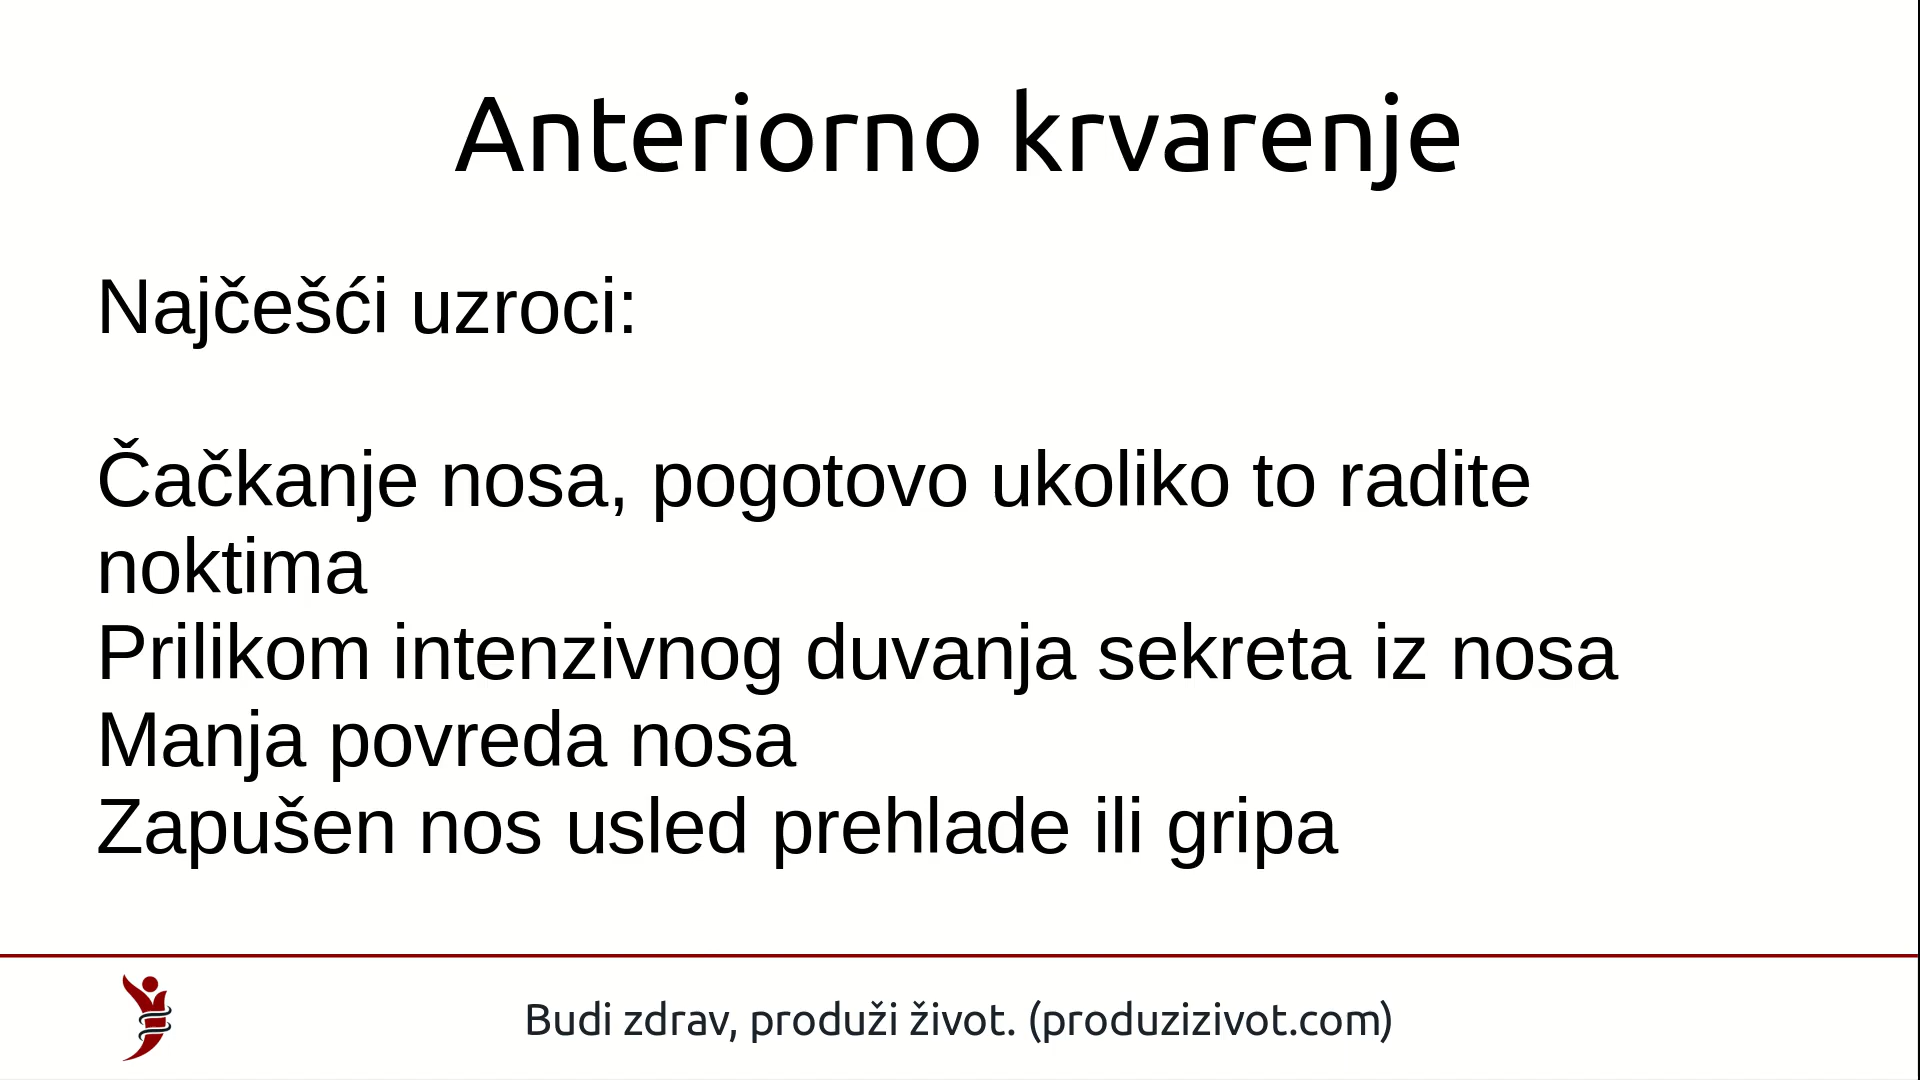 Anteriorno krvarenje
Najčešći uzroci:
Čačkanje nosa, pogotovo ukoliko to radite
noktima
Prilikom intenzivnog duvanja sekreta iz nosa
Manja povreda nosa
Zapušen nos usled prehlade ili gripa
Budi zdrav, produži život. (produzizivot.com)